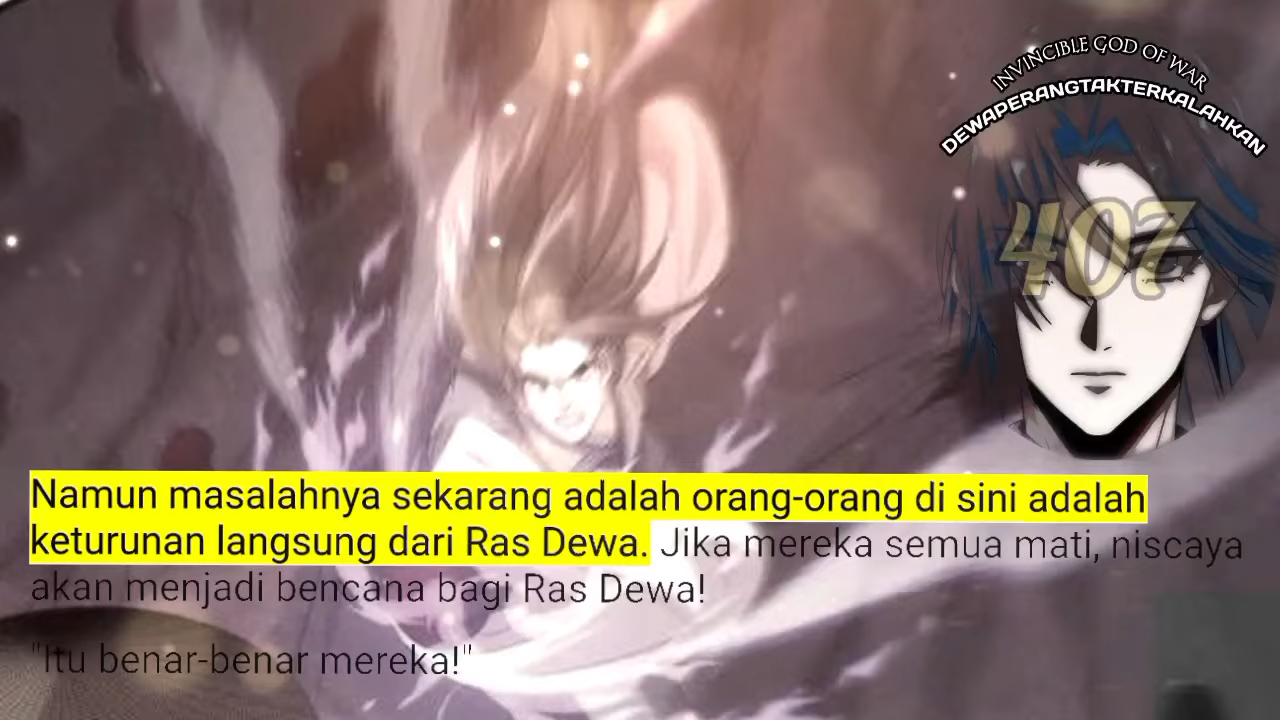 INVINCIBLE GOD OF WAR
DEWAPERANGTAKTERKALAHKAN
407
Namun masalahnya sekarang adalah orang-orang di sini adalah
keturunan langsung dari Ras Dewa. Jika mereka semua mati, niscaya
akan menjadi bencana bagi Ras Dewa!
"Itu benar-benar mereka!"